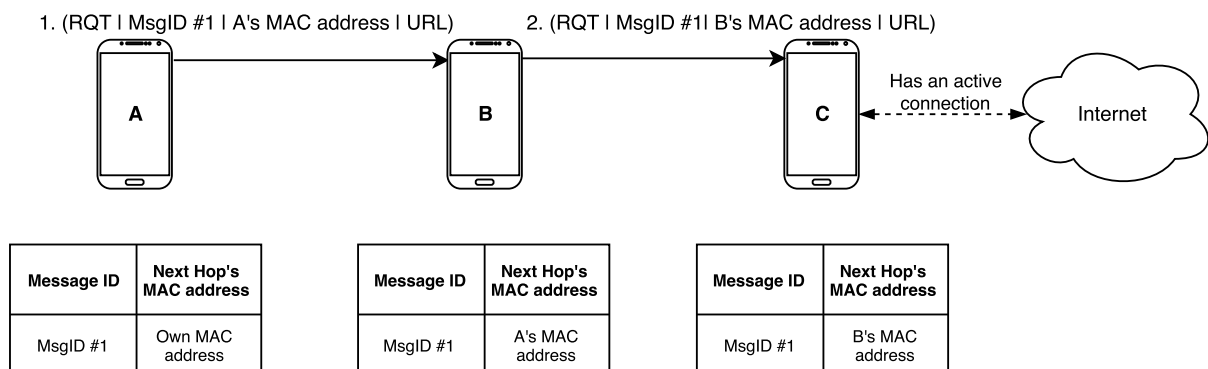 1. (RQT | MsgID #1 | A's MAC address | URL)
2. (RQT | MsgID #1| B's MAC address | URL)
A
B
C
Has an active
connection
Internet
Message ID
Next Hop's
MAC address
MsgID #1
Own MAC
address
Message ID
Next Hop's
MAC address
MsgID #1
A's MAC
address
Message ID
Next Hop's
MAC address
MsgID #1
B's MAC
address